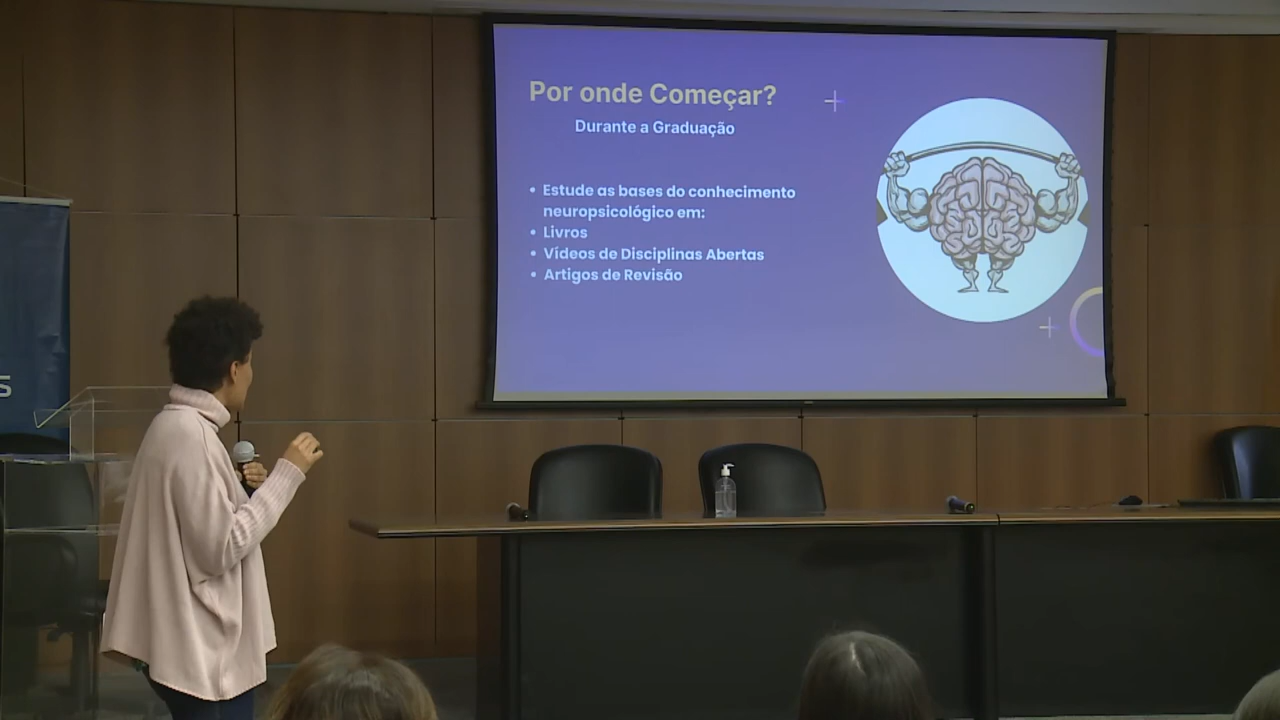 Por onde Começar?
Durante a Graduação
• Estude as bases do conhecimento
neuropsicológico em:
• Livros
• Vídeos de Disciplinas Abertas
• Artigos de Revisão
S